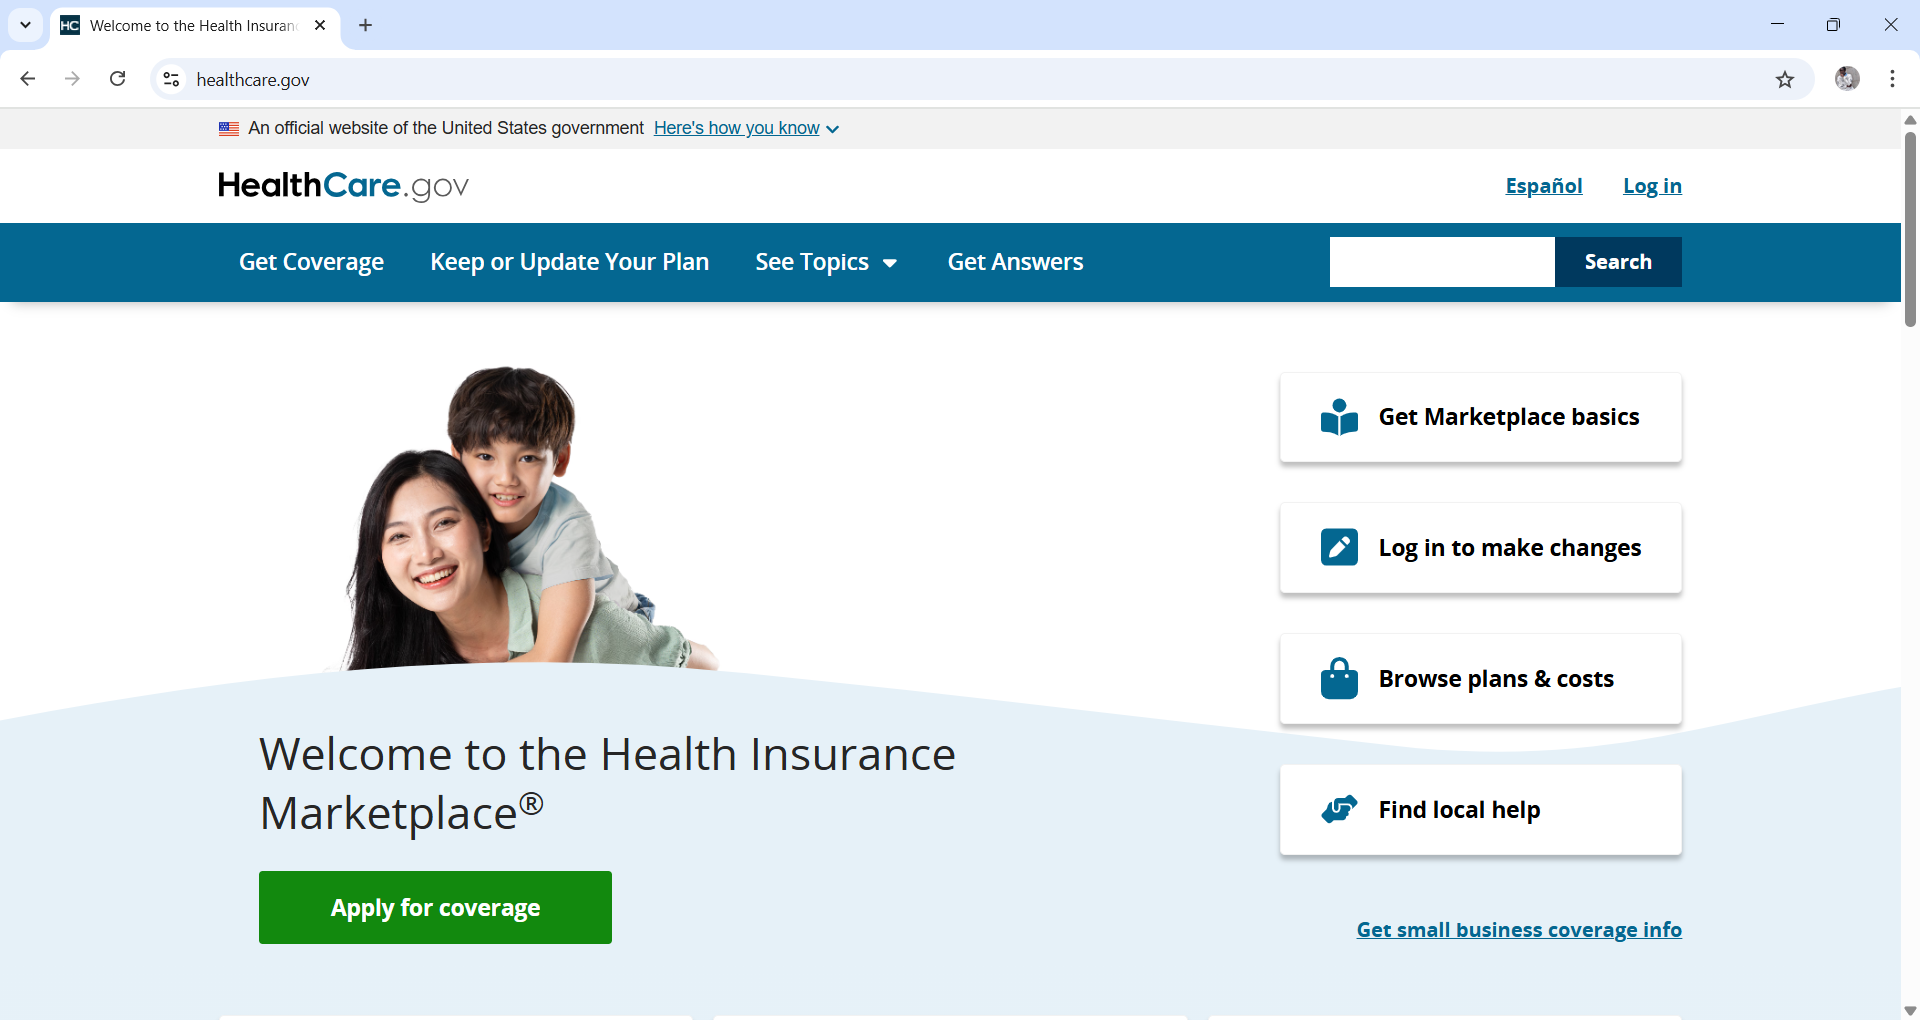 HC Welcome to the Health Insuran
healthcare.gov
An official website of the United States government Here's how you know
HealthCare.gov
Español Log in
Get Coverage Keep or Update Your Plan See Topics Get Answers Search
Get Marketplace basics
Log in to make changes
Browse plans & costs
Welcome to the Health Insurance
Marketplace®
Find local help
Apply for coverage
Get small business coverage info